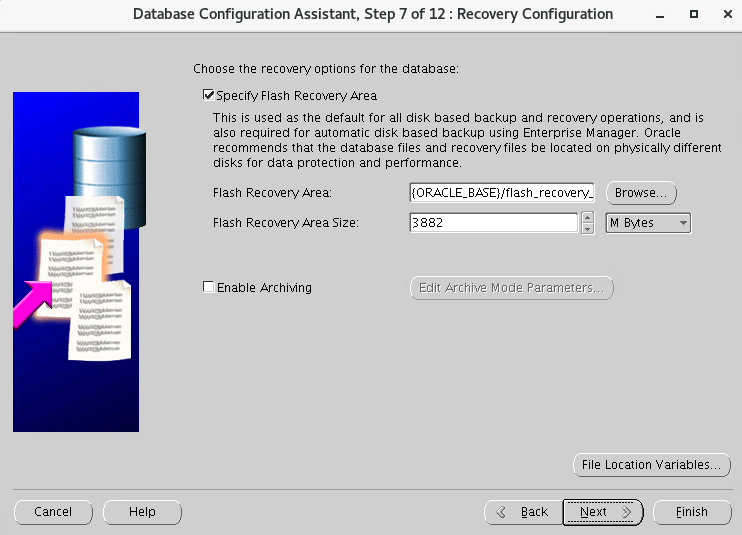 Database Configuration Assistant, Step 7 of 12 : Recovery Configuration
Choose the recovery options for the database:
Specify Flash Recovery Area
This is used as the default for all disk based backup and recovery operations, and is
also required for automatic disk based backup using Enterprise Manager. Oracle
recommends that the database files and recovery files be located on physically different
disks for data protection and performance.
Flash Recovery Area: {ORACLE_BASE}/flash_recovery_ Browse...
Flash Recovery Area Size: 3882 M Bytes
Enable Archiving Edit Archive Mode Parameters...
File Location Variables...
Cancel Help Back Next Finish